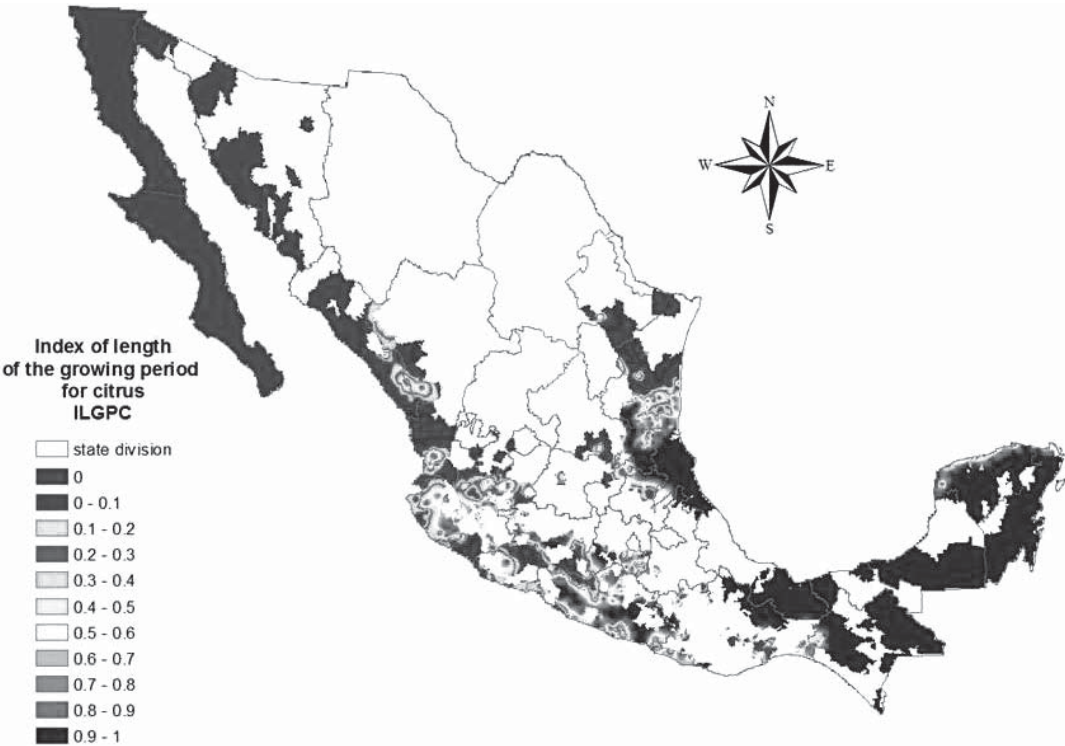 N
W
E
S
Index of length
of the growing period
for citrus
ILGPC
state division
0
0 - 0.1
0.1 - 0.2
0.2 - 0.3
0.3 - 0.4
0.4 - 0.5
0.5 - 0.6
0.6 - 0.7
0.7 - 0.8
0.8 - 0.9
0.9 - 1